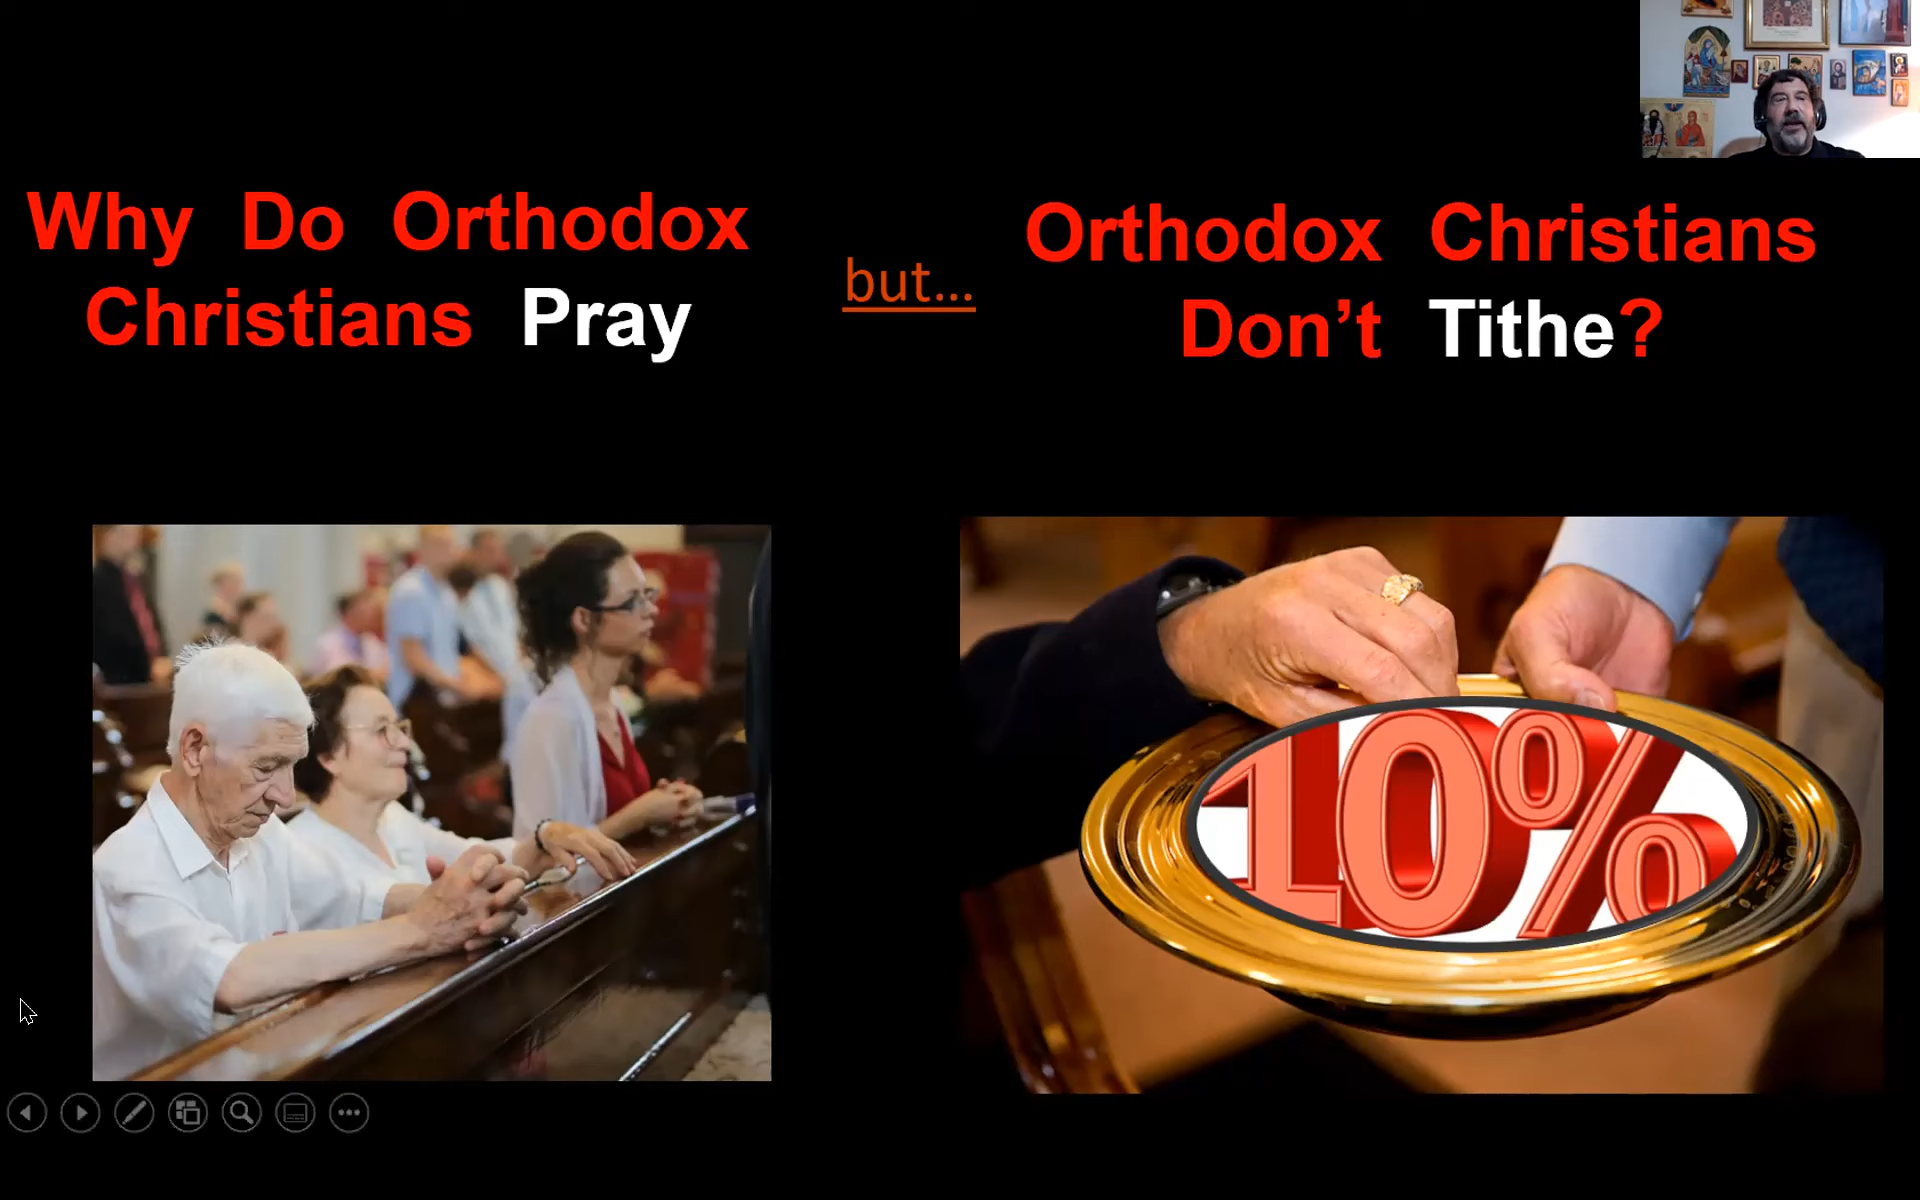 Why Do Orthodox
Christians Pray
but...
Orthodox Christians
Don't Tithe?
10%